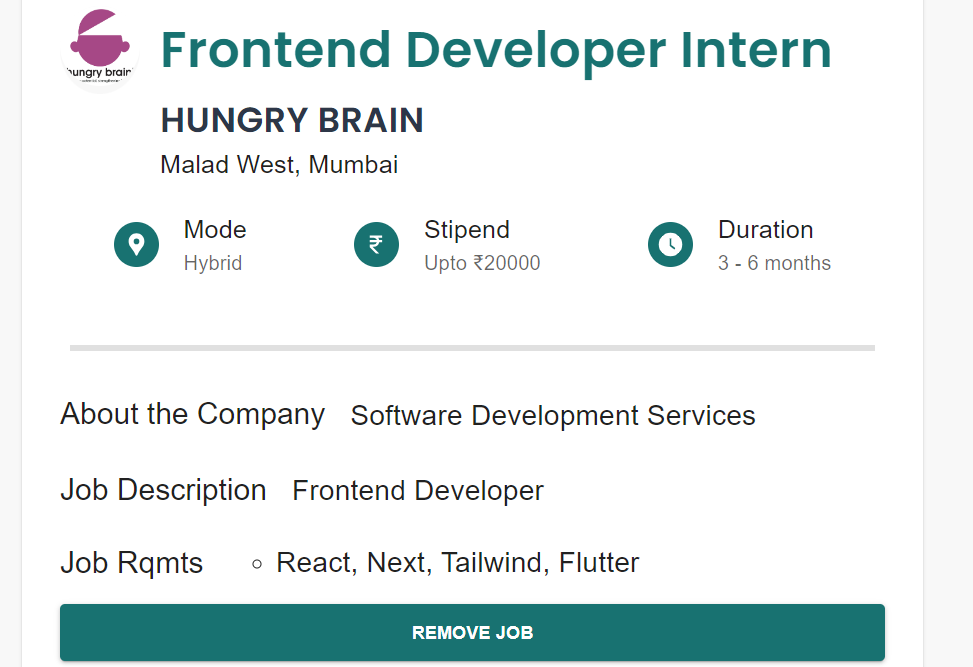 Frontend Developer Intern
hungry brain
HUNGRY BRAIN
Malad West, Mumbai
Mode
Hybrid
Stipend
Upto ₹20000
Duration
3 - 6 months
About the Company Software Development Services
Job Description Frontend Developer
Job Rqmts React, Next, Tailwind, Flutter
REMOVE JOB